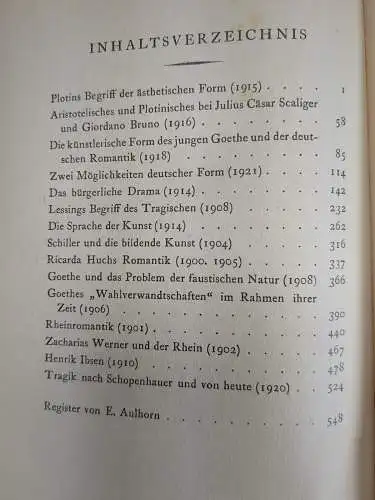 INHALTSVERZEICHNIS
Plotins Begriff der ästhetischen Form (1915) . . . . . 1
Aristotelisches und Plotinisches bei Julius Cäsar Scaliger
und Giordano Bruno (1916) . . . . . . . . . 58
Die künstlerische Form des jungen Goethe und der deut-
schen Romantik (1918) . . . . . . . . . . 85
Zwei Möglichkeiten deutscher Form (1921) . . . . . 114
Das bürgerliche Drama (1914) . . . . . . . . . 142
Lessings Begriff des Tragischen (1908) . . . . . . 232
Die Sprache der Kunst (1914) . . . . . . . . . 262
Schiller und die bildende Kunst (1904) . . . . . . 316
Ricarda Huchs Romantik (1900. 1905) . . . . . . 337
Goethe und das Problem der faustischen Natur (1908) 366
Goethes „Wahlverwandtschaften" im Rahmen ihrer
Zeit (1906) . . . . . . . . . . . . . . 390
Rheinromantik (1901) . . . . . . . . . . . 440
Zacharias Werner und der Rhein (1902) . . . . . . 467
Henrik Ibsen (1910) . . . . . . . . . . . . 478
Tragik nach Schopenhauer und von heute (1920) . . . 524
Register von E. Aulhorn . . . . . . . . . . . 548